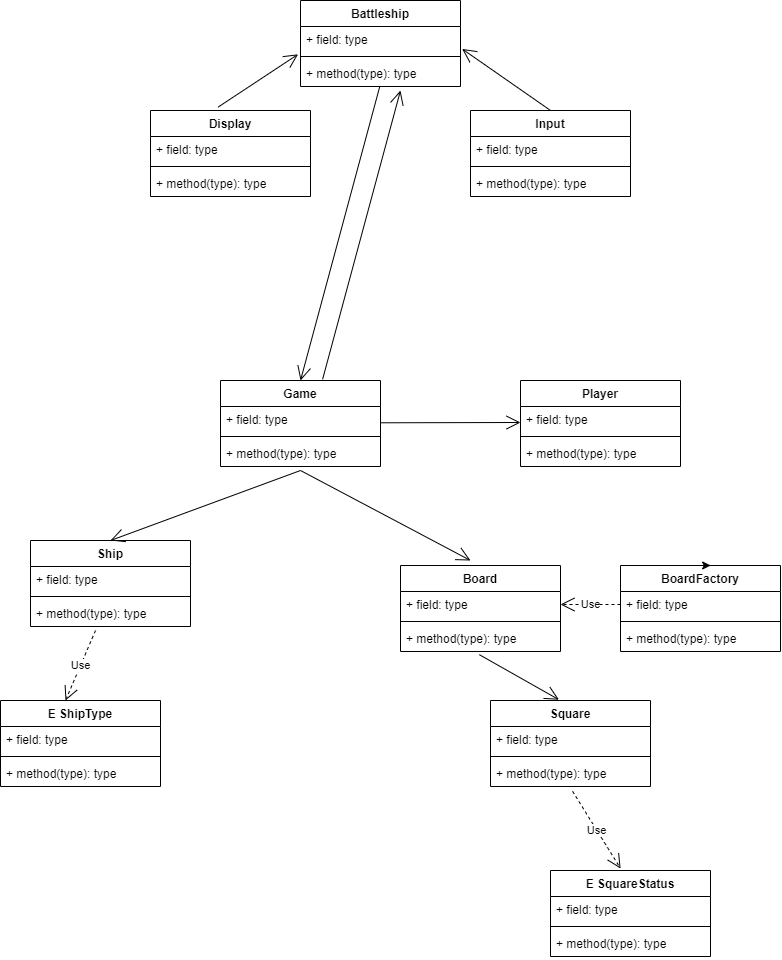 Battleship
+ field: type
+ method(type): type
Display
+ field: type
+ method(type): type
Input
+ field: type
+ method(type): type
Game
+ field: type
+ method(type): type
Player
+ field: type
+ method(type): type
Ship
+ field: type
+ method(type): type
Board
+ field: type
+ method(type): type
Use
BoardFactory
+ field: type
+ method(type): type
Use
E ShipType
+ field: type
+ method(type): type
Square
+ field: type
+ method(type): type
Use
E SquareStatus
+ field: type
+ method(type): type